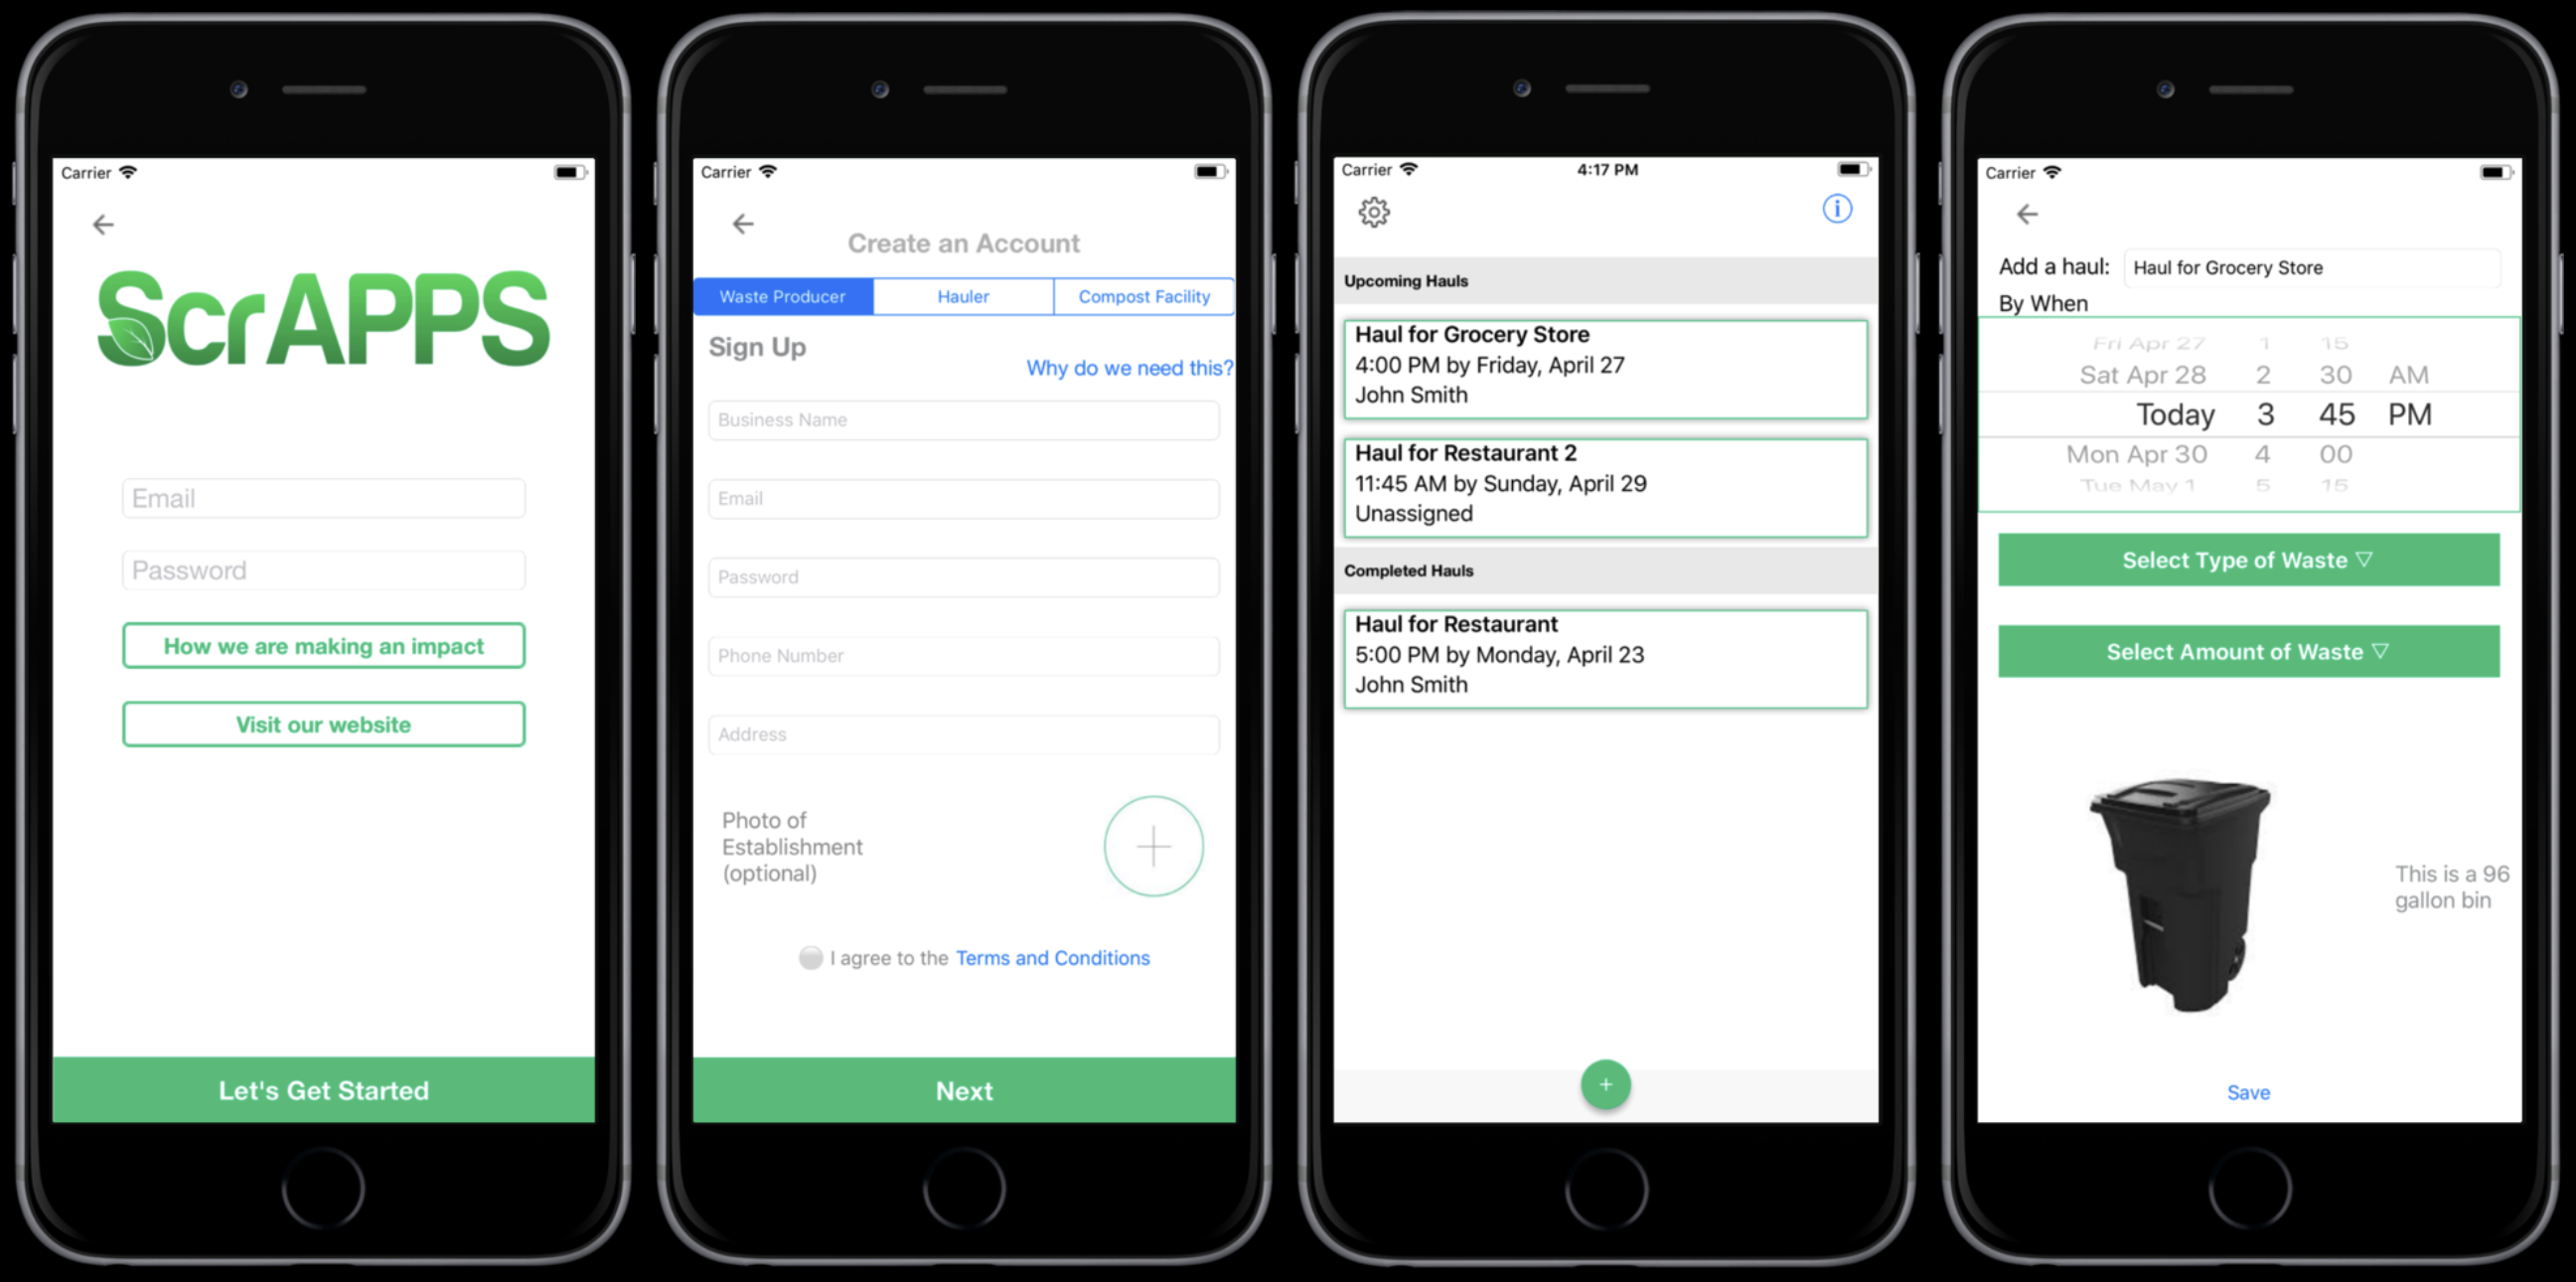 Carrier
ScrAPPS
Email
Password
How we are making an impact
Visit our website
Let's Get Started
Carrier
Create an Account
Waste Producer
Hauler
Compost Facility
Sign Up
Why do we need this?
Business Name
Email
Password
Phone Number
Address
Photo of
Establishment
(optional)
I agree to the Terms and Conditions
Next
Carrier 4:17 PM
Upcoming Hauls
Haul for Grocery Store
4:00 PM by Friday, April 27
John Smith
Haul for Restaurant 2
11:45 AM by Sunday, April 29
Unassigned
Completed Hauls
Haul for Restaurant
5:00 PM by Monday, April 23
John Smith
Carrier
Add a haul: Haul for Grocery Store
By When
Fri Apr 27 1 15
Sat Apr 28 2 30 AM
Today 3 45 PM
Mon Apr 30 4 00
Tue May 1 5 15
Select Type of Waste ▽
Select Amount of Waste ▽
This is a 96
gallon bin
Save